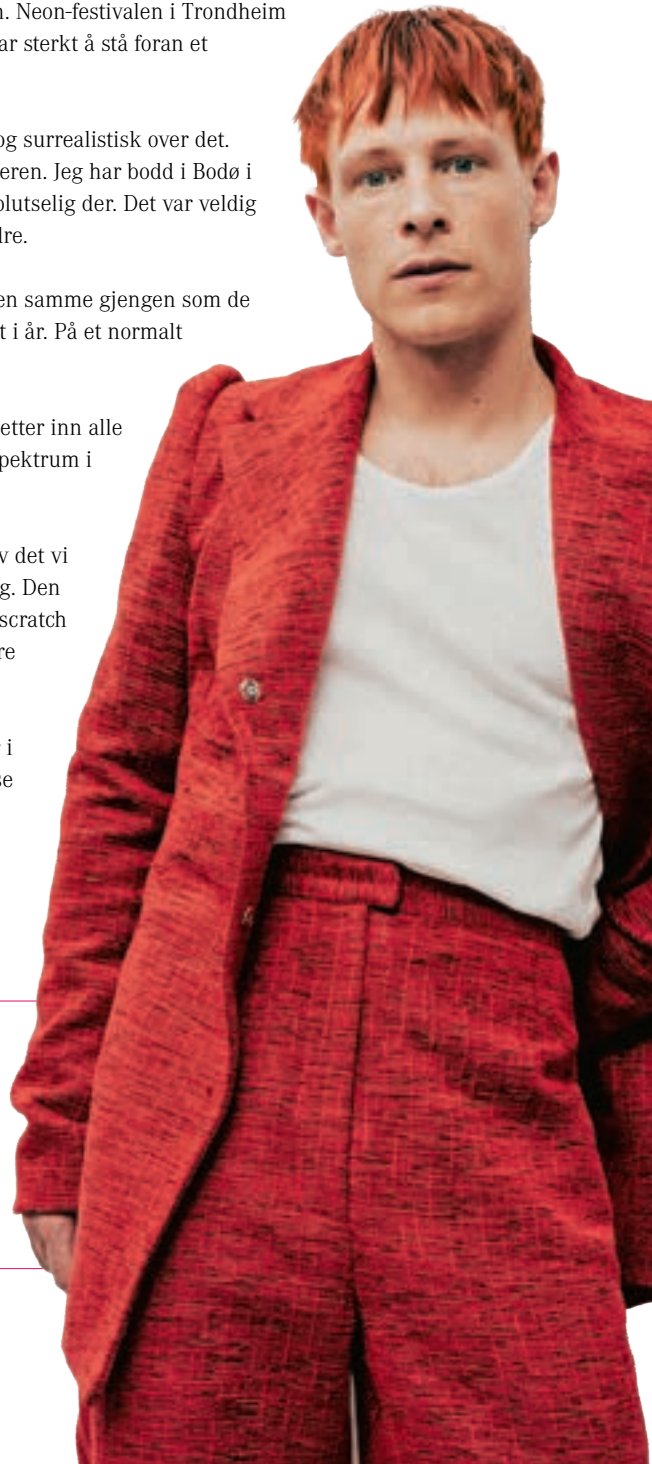 . Neon-festivalen i Trondheim
ar sterkt å stå foran et
og surrealistisk over det.
eren. Jeg har bodd i Bodø i
plutselig der. Det var veldig
dre.
en samme gjengen som de
t i år. På et normalt
etter inn alle
pektrum i
v det vi
g. Den
scratch
re
i
se